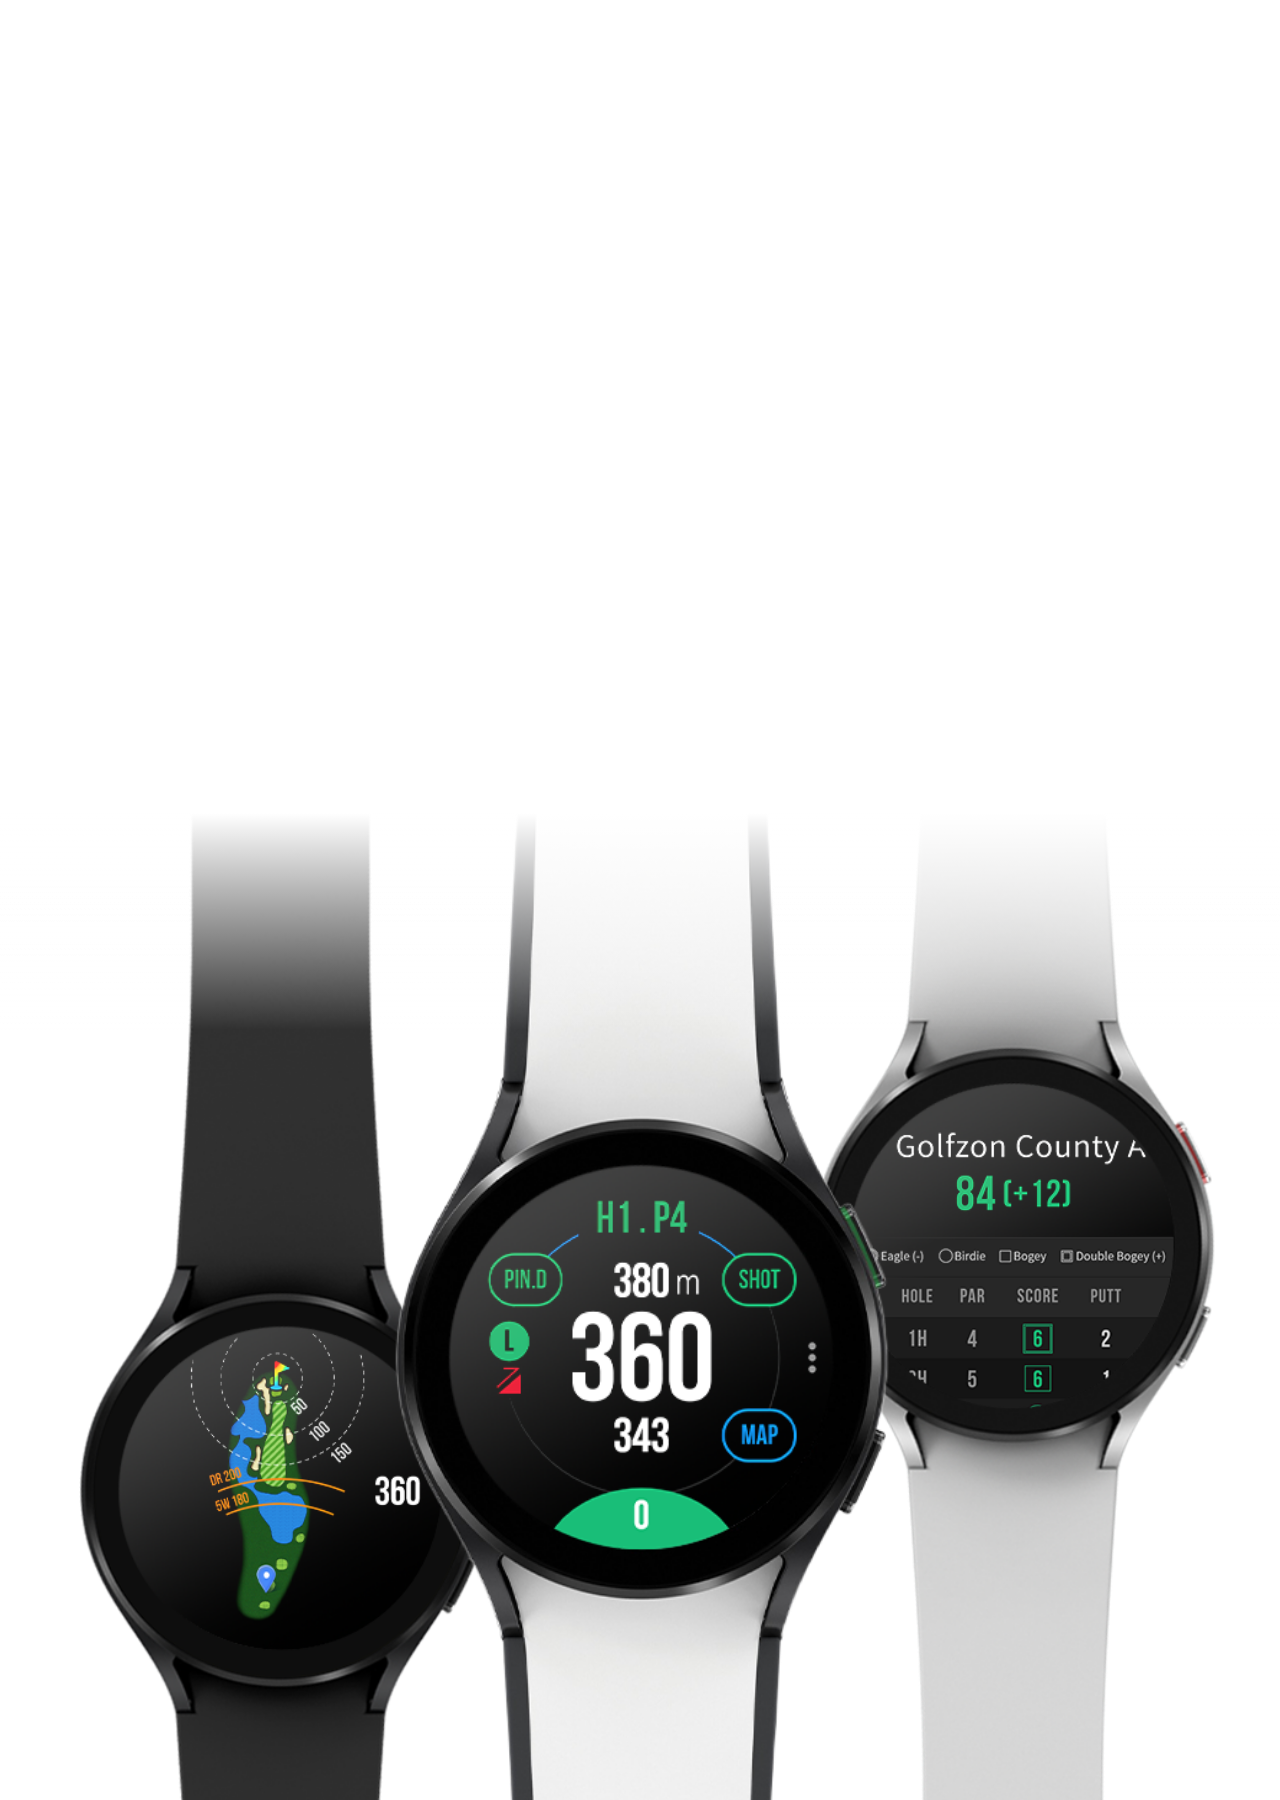 50
100
150
DR 200
5W 180
360
H1 . P4
PIN.D
380 m
SHOT
L
360
343
MAP
0
Golfzon County A
84 (+12)
Eagle (-) Birdie Bogey Double Bogey (+)
HOLE PAR SCORE PUTT
1H 4 6 2
5 6